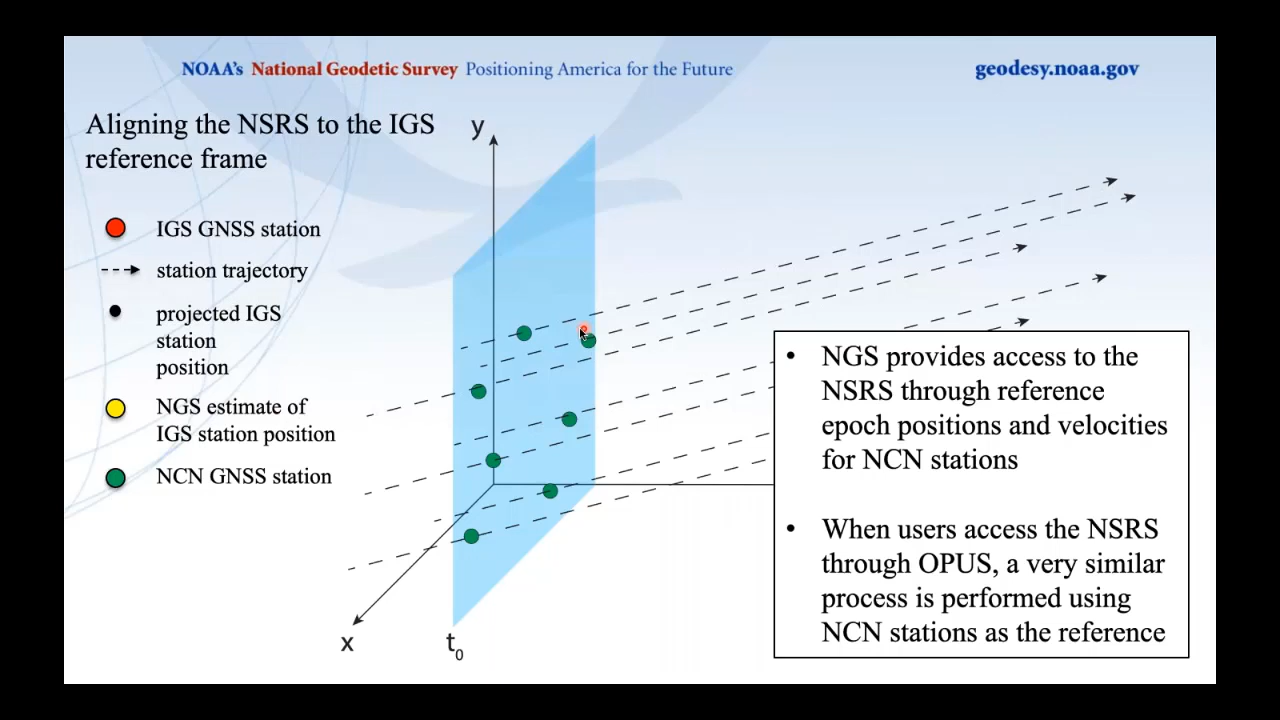 NOAA's National Geodetic Survey Positioning America for the Future
geodesy.noaa.gov
Aligning the NSRS to the IGS
reference frame
IGS GNSS station
station trajectory
projected IGS
station
position
NGS estimate of
IGS station position
NCN GNSS station
y
x
t0
• NGS provides access to the
NSRS through reference
epoch positions and velocities
for NCN stations
• When users access the NSRS
through OPUS, a very similar
process is performed using
NCN stations as the reference